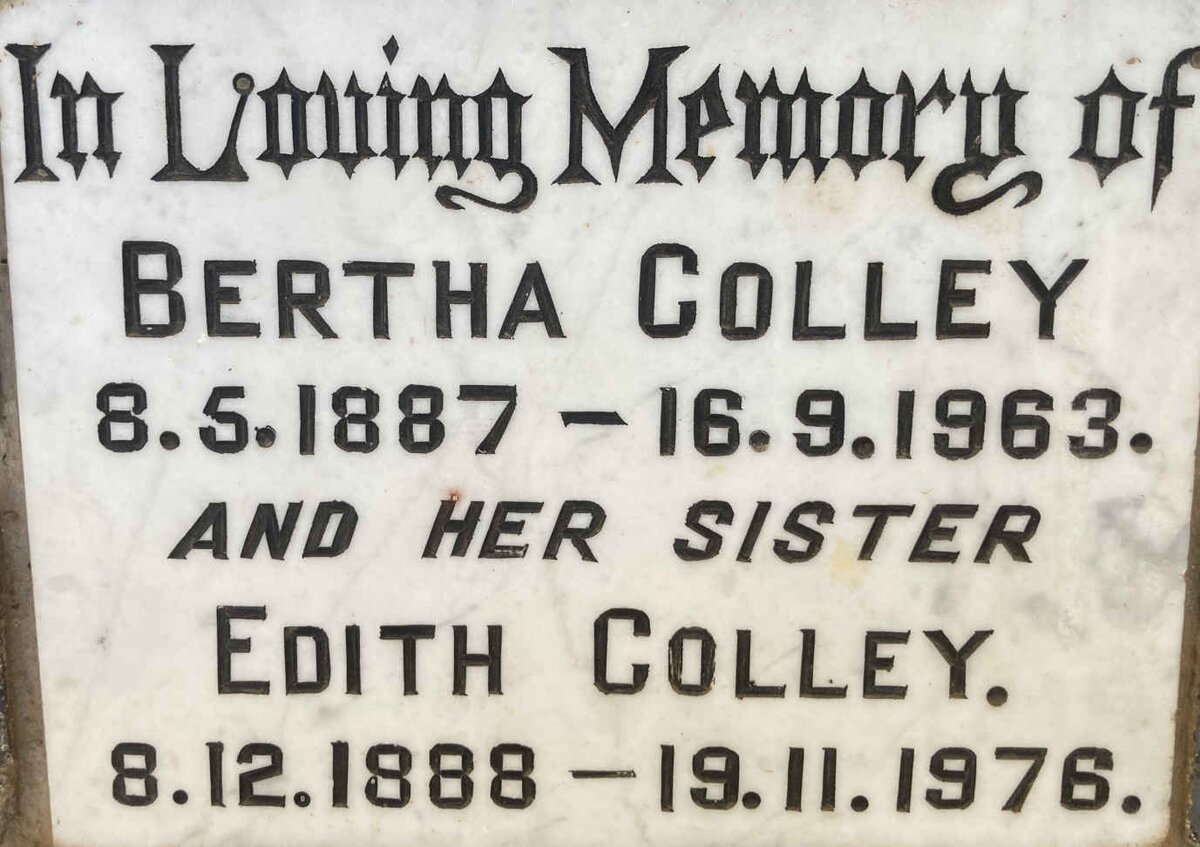 In Loving Memory of
BERTHA COLLEY
8.5.1887 – 16.9.1963.
AND HER SISTER
EDITH COLLEY.
8.12.1888 – 19.11.1976.